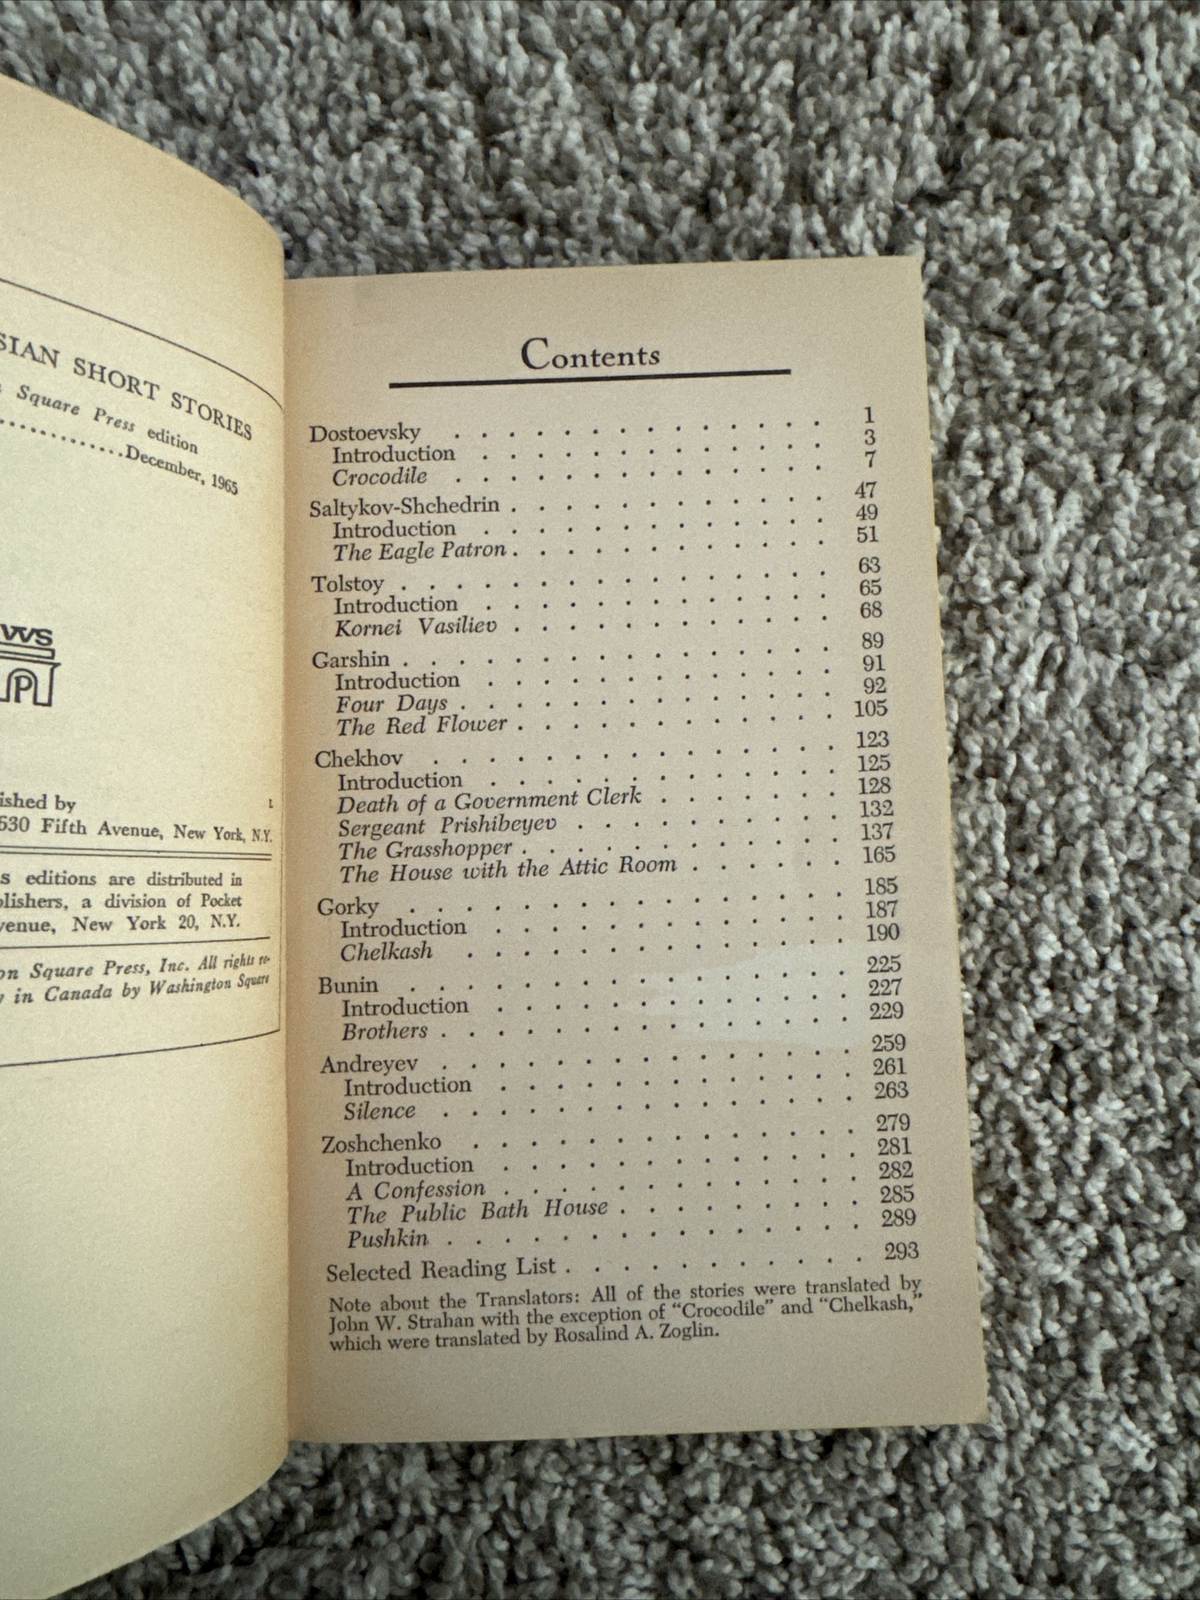 SIAN SHORT STORIES
Square Press edition
..............December, 1965
WS
P
ished by
L
530 Fifth Avenue, New York, N.Y.
s editions are distributed in
lishers, a division of Pocket
venue, New York 20, N.Y.
on Square Press, Inc. All rights re-
y in Canada by Washington Square
Contents
Dostoevsky . . . . . . . . . . . . . . 1
Introduction . . . . . . . . . . . . . 3
Crocodile . . . . . . . . . . . . . . 7
Saltykov-Shchedrin . . . . . . . . . . . . 47
Introduction . . . . . . . . . . . . . 49
The Eagle Patron . . . . . . . . . . . . 51
Tolstoy . . . . . . . . . . . . . . . . 63
Introduction . . . . . . . . . . . . . 65
Kornei Vasiliev . . . . . . . . . . . . 68
Garshin . . . . . . . . . . . . . . . . 89
Introduction . . . . . . . . . . . . . 91
Four Days . . . . . . . . . . . . . . 92
The Red Flower . . . . . . . . . . . . 105
Chekhov . . . . . . . . . . . . . . . 123
Introduction . . . . . . . . . . . . . 125
Death of a Government Clerk . . . . . . . 128
Sergeant Prishibeyev . . . . . . . . . . 132
The Grasshopper . . . . . . . . . . . . 137
The House with the Attic Room . . . . . . 165
Gorky . . . . . . . . . . . . . . . . 185
Introduction . . . . . . . . . . . . . 187
Chelkash . . . . . . . . . . . . . . 190
Bunin . . . . . . . . . . . . . . . . 225
Introduction . . . . . . . . . . . . . 227
Brothers . . . . . . . . . . . . . . . 229
Andreyev . . . . . . . . . . . . . . . 259
Introduction . . . . . . . . . . . . . 261
Silence . . . . . . . . . . . . . . . 263
Zoshchenko . . . . . . . . . . . . . . 279
Introduction . . . . . . . . . . . . . 281
A Confession . . . . . . . . . . . . . 282
The Public Bath House . . . . . . . . . 285
Pushkin . . . . . . . . . . . . . . . 289
Selected Reading List . . . . . . . . . . . 293
Note about the Translators: All of the stories were translated by
John W. Strahan with the exception of “Crocodile” and “Chelkash,”
which were translated by Rosalind A. Zoglin.